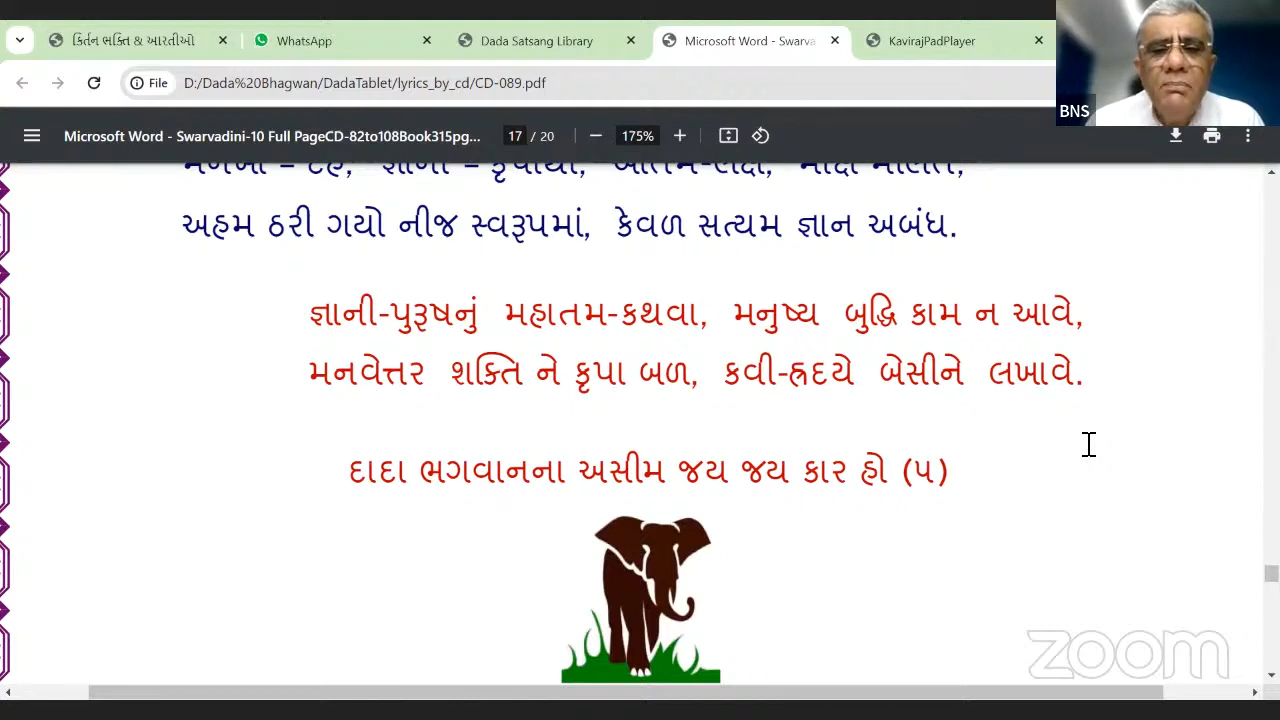 કિર્તન ભક્તિ & આરતીઓ
WhatsApp
Dada Satsang Library
Microsoft Word - Swarva
KavirajPadPlayer
File
D:/Dada%20Bhagwan/DadaTablet/lyrics_by_cd/CD-089.pdf
BNS
Microsoft Word - Swarvadini-10 Full PageCD-82to108Book315pg...
17 / 20
175%
અહમ ઠરી ગયો નીજ સ્વરૂપમાં, કેવળ સત્યમ જ્ઞાન અબંધ.
જ્ઞાની-પુરૂષનું મહાતમ-કથવા, મનુષ્ય બુદ્ધિ કામ ન આવે,
મનવેત્તર શક્તિ ને કૃપા બળ, કવી-હ્રદયે બેસીને લખાવે.
દાદા ભગવાનના અસીમ જય જય કાર હો (૫)
zoom